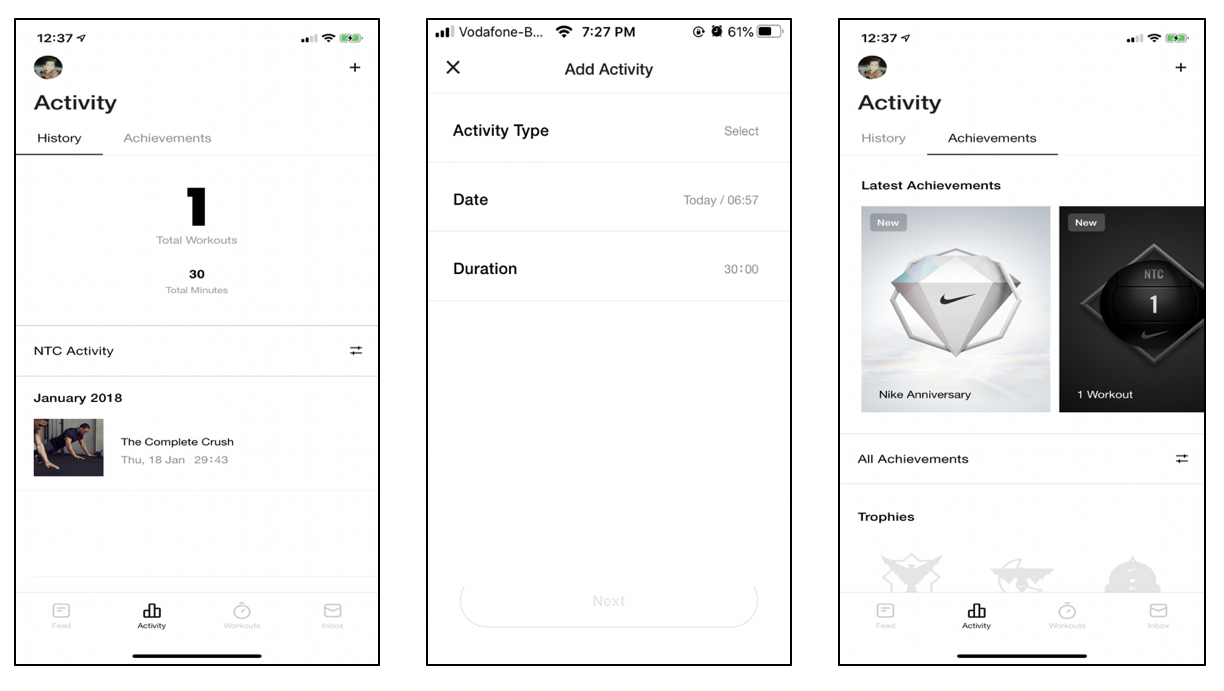 12:37
Activity
History Achievements
1
Total Workouts
30
Total Minutes
NTC Activity
January 2018
The Complete Crush
Thu, 18 Jan 29:43
Feed Activity Workouts Inbox
Vodafone-B... 7:27 PM 61%
Add Activity
Activity Type Select
Date Today / 06:57
Duration 30:00
Next
12:37
Activity
History Achievements
Latest Achievements
New
Nike Anniversary
New
NTC
1
1 Workout
All Achievements
Trophies
Feed Activity Workouts Inbox